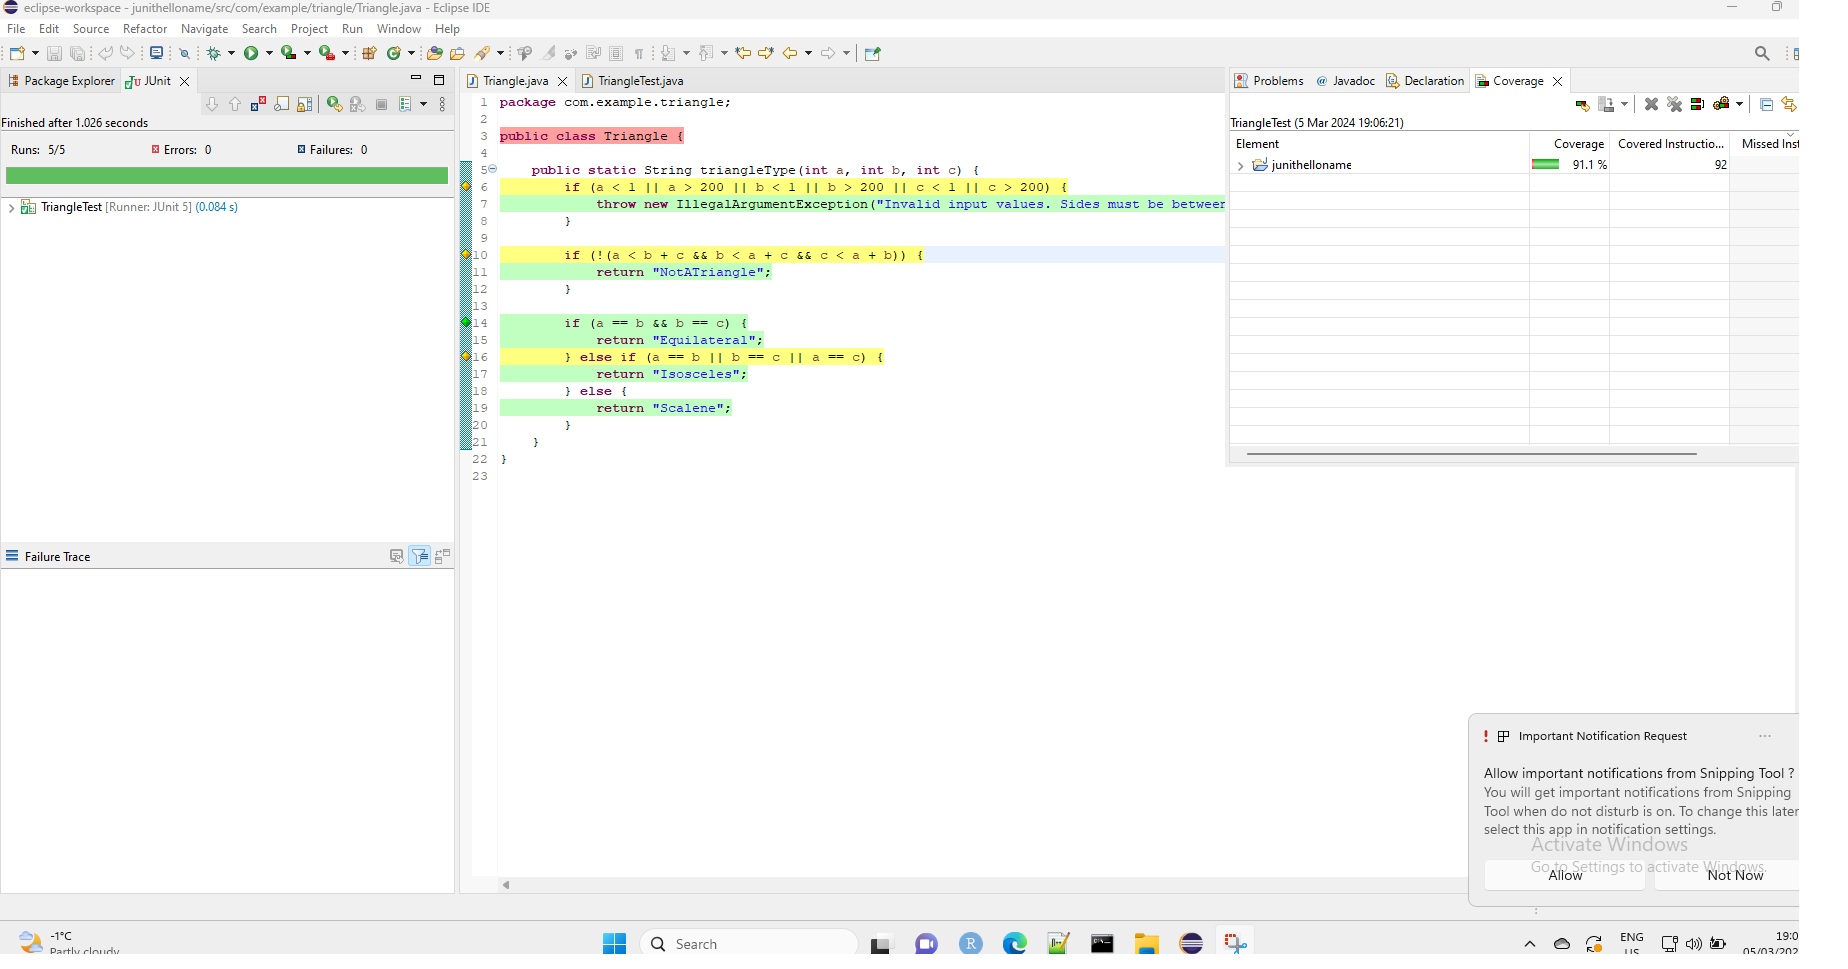 eclipse-workspace - junithelloname/src/com/example/triangle/Triangle.java - Eclipse IDE
File Edit Source Refactor Navigate Search Project Run Window Help
Package Explorer JUnit
Finished after 1.026 seconds
Runs: 5/5 Errors: 0 Failures: 0
TriangleTest [Runner: JUnit 5] (0.084 s)
Failure Trace
Triangle.java TriangleTest.java
1 package com.example.triangle;
2
3 public class Triangle {
4
5 public static String triangleType(int a, int b, int c) {
6 if (a < 1 || a > 200 || b < 1 || b > 200 || c < 1 || c > 200) {
7 throw new IllegalArgumentException("Invalid input values. Sides must be between
8 }
9
10 if (!(a < b + c && b < a + c && c < a + b)) {
11 return "NotATriangle";
12 }
13
14 if (a == b && b == c) {
15 return "Equilateral";
16 } else if (a == b || b == c || a == c) {
17 return "Isosceles";
18 } else {
19 return "Scalene";
20 }
21 }
22 }
23
Problems @ Javadoc Declaration Coverage
TriangleTest (5 Mar 2024 19:06:21)
Element Coverage Covered Instructio... Missed Inst
junithelloname 91.1 % 92
Important Notification Request
Allow important notifications from Snipping Tool ?
You will get important notifications from Snipping
Tool when do not disturb is on. To change this later
select this app in notification settings.
Activate Windows
Go to Settings to activate Windows.
Allow Not Now
-1°C
Partly cloudy
Search
ENG
US
19:0
05/03/202